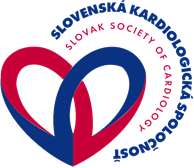 SLOVENSKÁ KARDIOLOGICKÁ SPOLOČNOSŤ
SLOVAK SOCIETY OF CARDIOLOGY